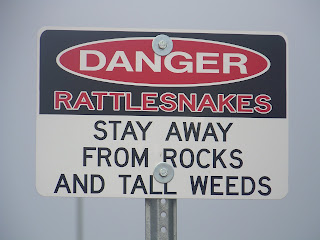 DANGER
RATTLESNAKES
STAY AWAY
FROM ROCKS
AND TALL WEEDS